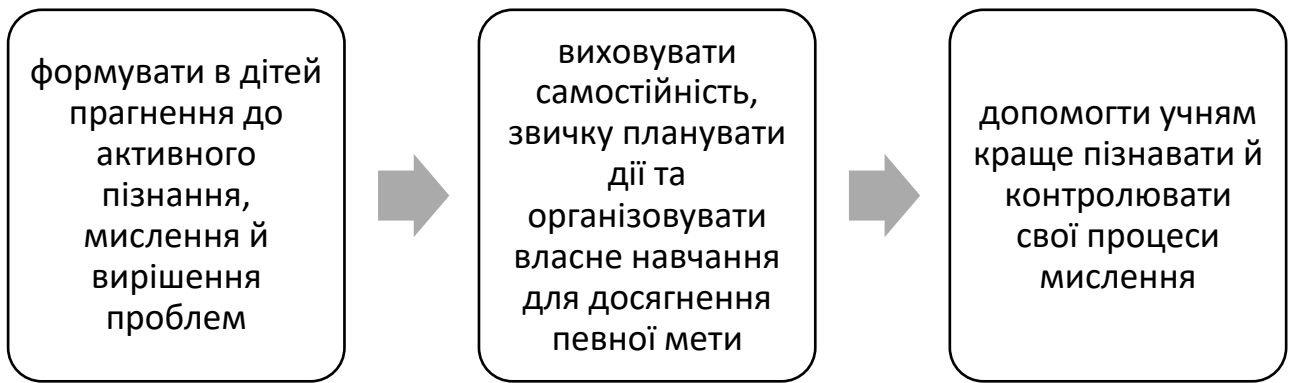 формувати в дітей
прагнення до
активного
пізнання,
мислення й
вирішення
проблем
виховувати
самостійність,
звичку планувати
дії та
організовувати
власне навчання
для досягнення
певної мети
допомогти учням
краще пізнавати й
контролювати
свої процеси
мислення